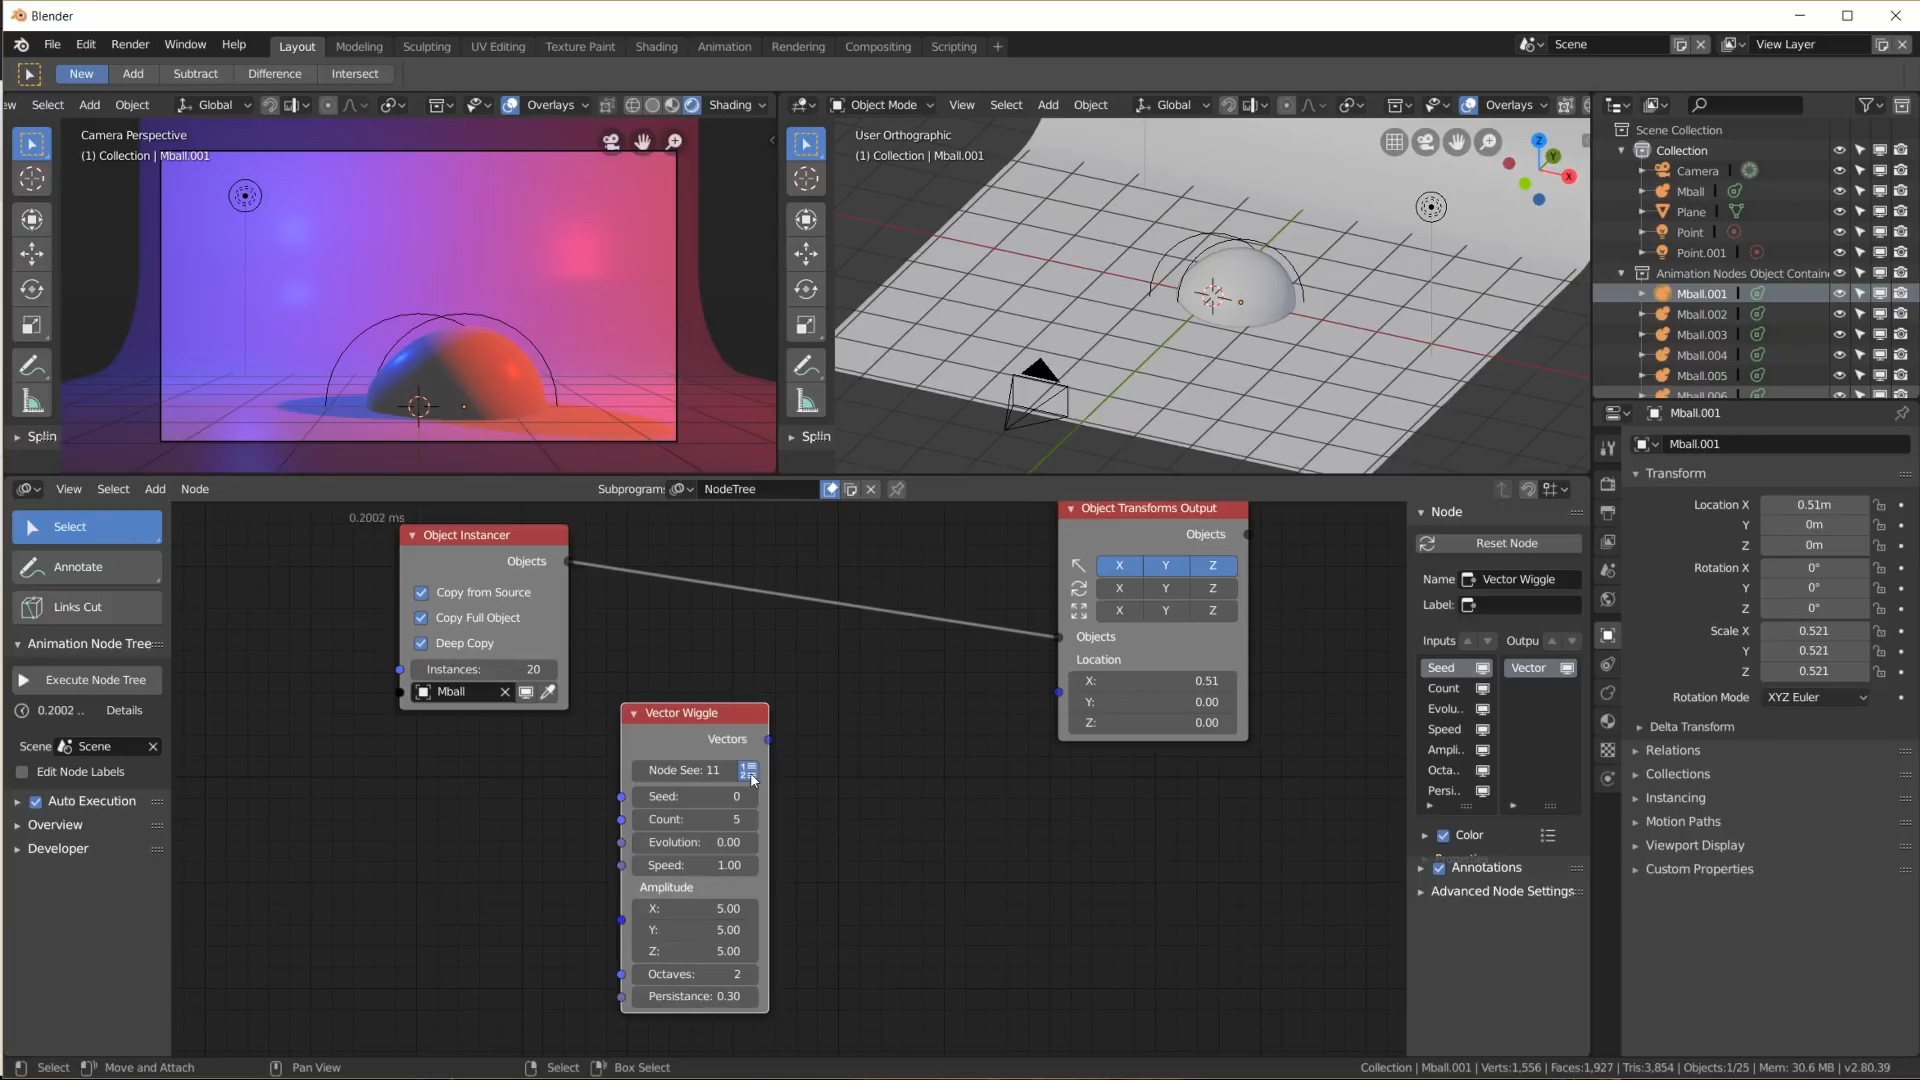 Blender
File Edit Render Window Help Layout Modeling Sculpting UV Editing Texture Paint Shading Animation Rendering Compositing Scripting + Scene View Layer
New Add Subtract Difference Intersect
ew Select Add Object Global Overlays Shading Object Mode View Select Add Object Global Overlays
Camera Perspective
(1) Collection | Mball.001
User Orthographic
(1) Collection | Mball.001
Z
Y
X
Splin
Splin
Scene Collection
Collection
Camera
Mball
Plane
Point
Point.001
Animation Nodes Object Containe
Mball.001
Mball.002
Mball.003
Mball.004
Mball.005
Mball.006
Mball.001
Mball.001
Transform
Location X 0.51m
Y 0m
Z 0m
Rotation X 0°
Y 0°
Z 0°
Scale X 0.521
Y 0.521
Z 0.521
Rotation Mode XYZ Euler
Delta Transform
Relations
Collections
Instancing
Motion Paths
Viewport Display
Custom Properties
View Select Add Node Subprogram: NodeTree
Select
Annotate
Links Cut
Animation Node Tree
Execute Node Tree
0.2002 .. Details
Scene Scene
Edit Node Labels
Auto Execution
Overview
Developer
0.2002 ms
Object Instancer
Objects
Copy from Source
Copy Full Object
Deep Copy
Instances: 20
Mball
Vector Wiggle
Vectors
Node See: 11
Seed: 0
Count: 5
Evolution: 0.00
Speed: 1.00
Amplitude
X: 5.00
Y: 5.00
Z: 5.00
Octaves: 2
Persistance: 0.30
Object Transforms Output
Objects
X Y Z
X Y Z
X Y Z
Objects
Location
X: 0.51
Y: 0.00
Z: 0.00
Node
Reset Node
Name Vector Wiggle
Label:
Inputs Outpu
Seed Vector
Count
Evolu..
Speed
Ampli..
Octa..
Persi..
Color
Annotations
Advanced Node Settings
Select Move and Attach Pan View Select Box Select Collection | Mball.001 | Verts:1,556 | Faces:1,927 | Tris:3,854 | Objects:1/25 | Mem: 30.6 MB | v2.80.39